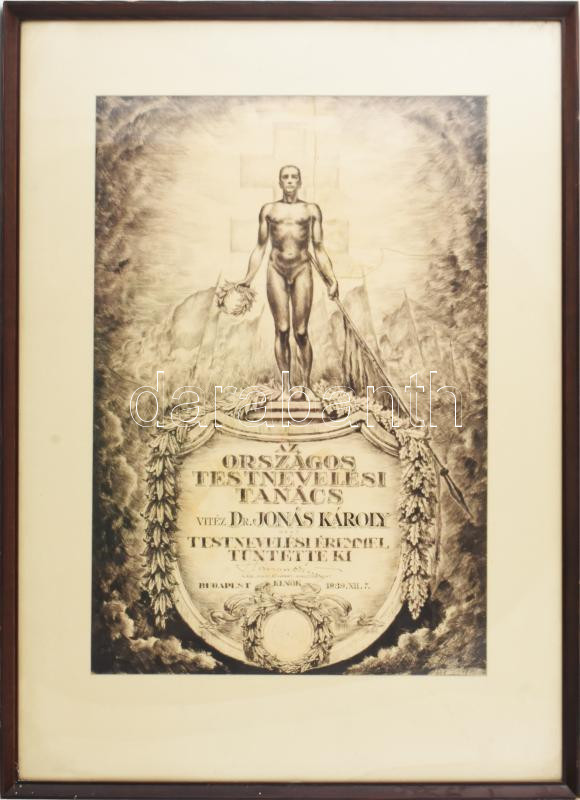 darabanth
AZ
ORSZÁGOS
TESTNEVELÉSI
TANÁCS
VITÉZ DR. JONÁS KÁROLY
TESTNEVELÉSI ÉREMMEL
TÜNTETTE KI
BUDAPEST ELNÖK 1939. XII. 7.